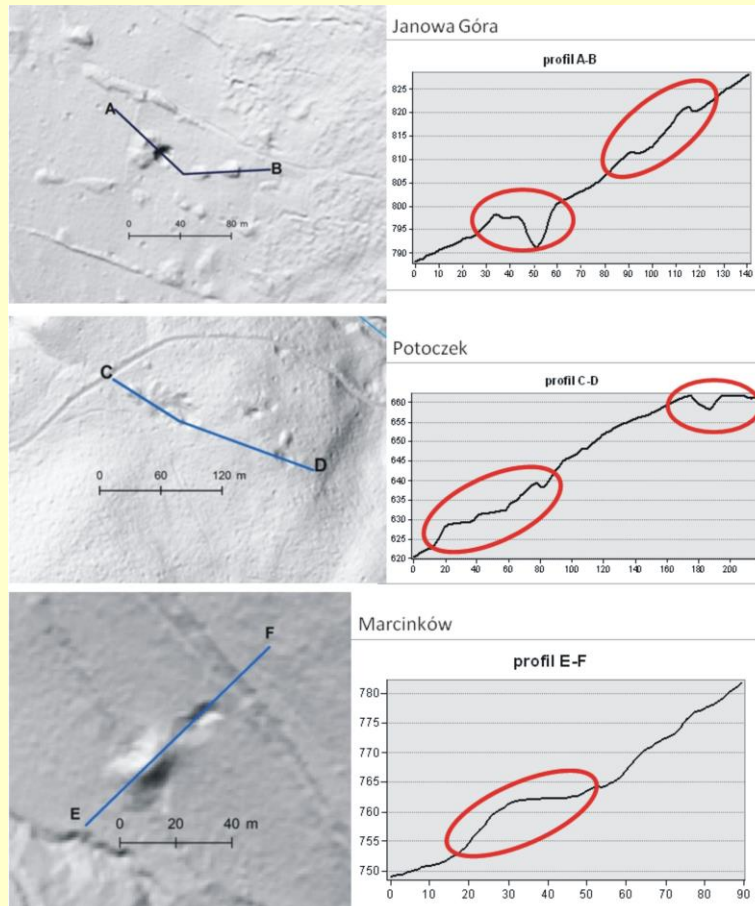 Janowa Góra
profil A-B
A
B
0 40 80 m
825
820
815
810
805
800
795
790
0 10 20 30 40 50 60 70 80 90 100 110 120 130 140
Potoczek
profil C-D
C
D
0 60 120 m
660
655
650
645
640
635
630
625
620
0 20 40 60 80 100 120 140 160 180 200
Marcinków
profil E-F
F
E
0 20 40 m
780
775
770
765
760
755
750
0 10 20 30 40 50 60 70 80 90